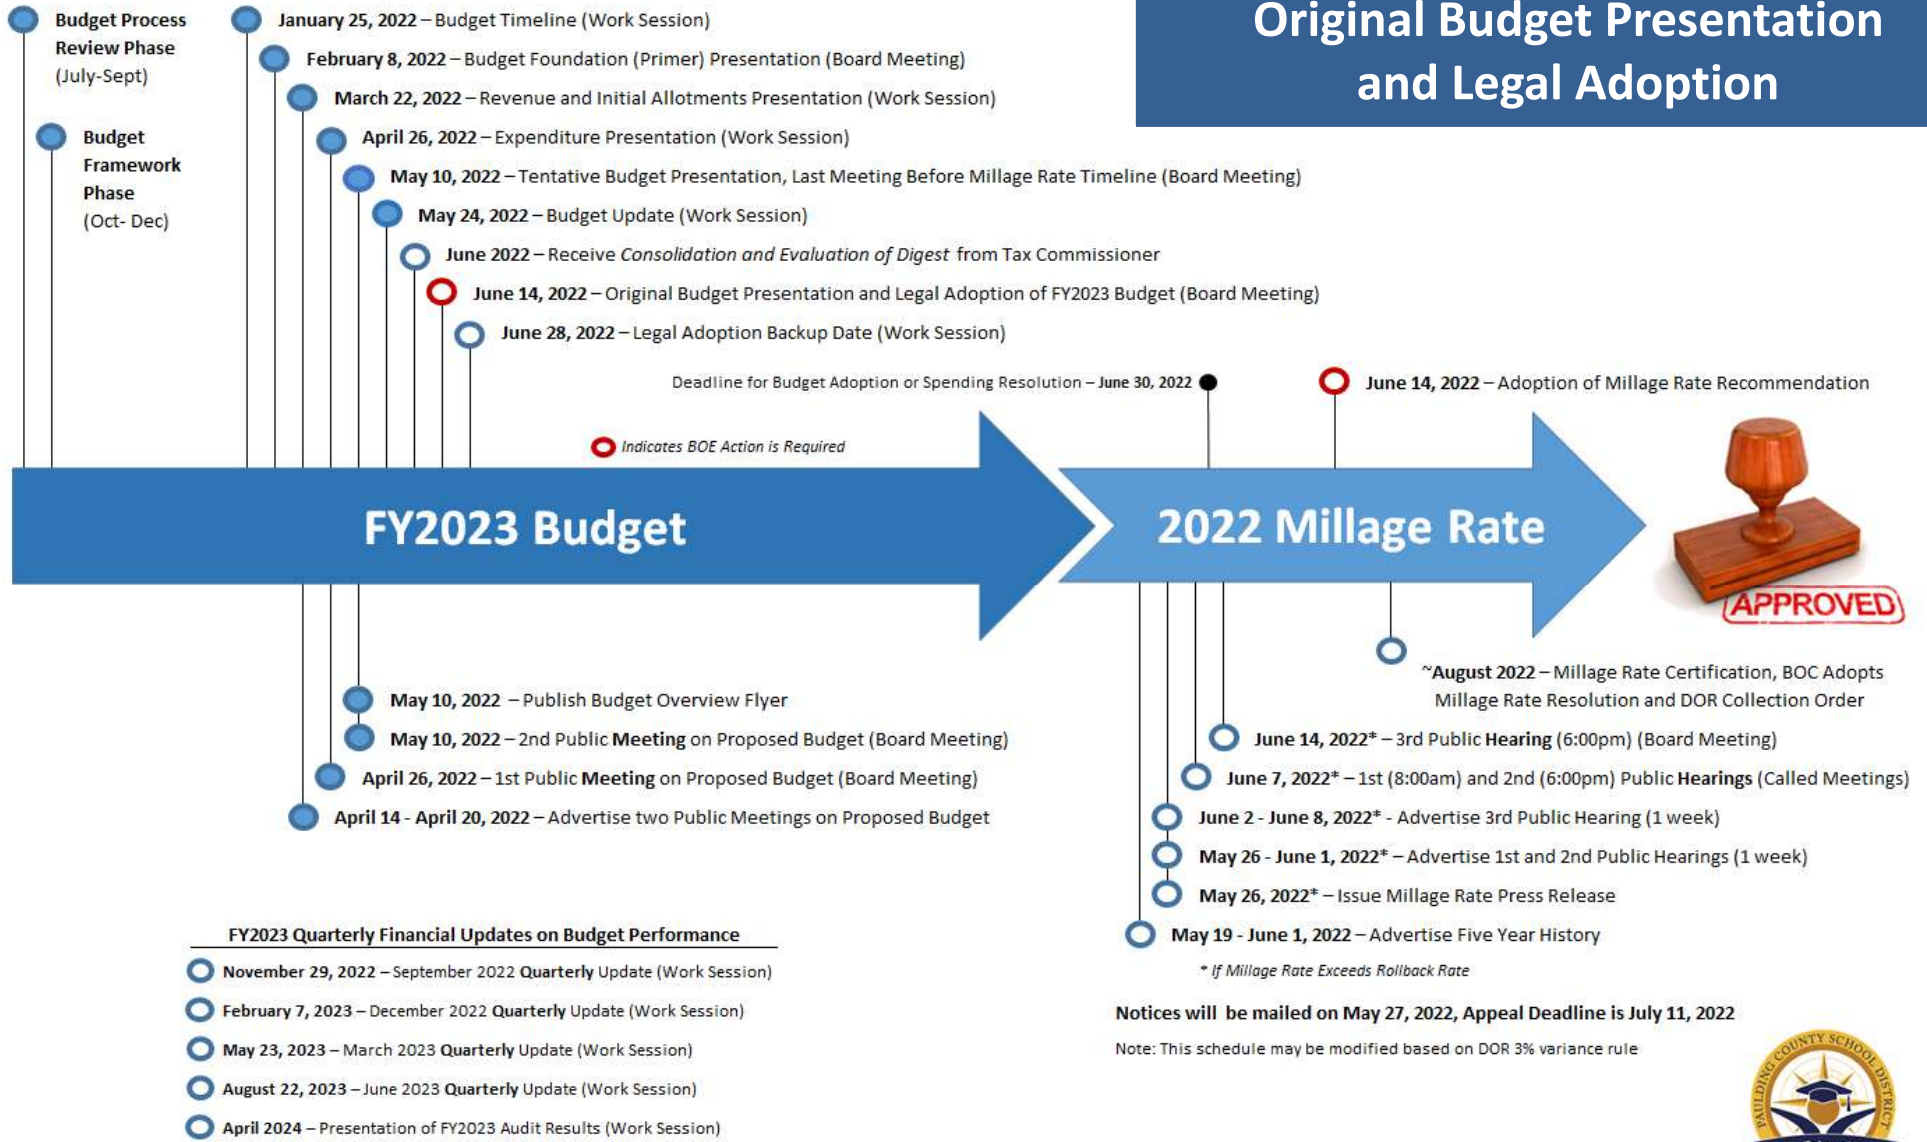 Original Budget Presentation
and Legal Adoption
Budget Process
Review Phase
(July-Sept)
Budget
Framework
Phase
(Oct- Dec)
January 25, 2022 – Budget Timeline (Work Session)
February 8, 2022 – Budget Foundation (Primer) Presentation (Board Meeting)
March 22, 2022 – Revenue and Initial Allotments Presentation (Work Session)
April 26, 2022 – Expenditure Presentation (Work Session)
May 10, 2022 – Tentative Budget Presentation, Last Meeting Before Millage Rate Timeline (Board Meeting)
May 24, 2022 – Budget Update (Work Session)
June 2022 – Receive Consolidation and Evaluation of Digest from Tax Commissioner
June 14, 2022 – Original Budget Presentation and Legal Adoption of FY2023 Budget (Board Meeting)
June 28, 2022 – Legal Adoption Backup Date (Work Session)
Deadline for Budget Adoption or Spending Resolution – June 30, 2022
June 14, 2022 – Adoption of Millage Rate Recommendation
Indicates BOE Action is Required
FY2023 Budget
2022 Millage Rate
APPROVED
May 10, 2022 – Publish Budget Overview Flyer
May 10, 2022 – 2nd Public Meeting on Proposed Budget (Board Meeting)
April 26, 2022 – 1st Public Meeting on Proposed Budget (Board Meeting)
April 14 - April 20, 2022 – Advertise two Public Meetings on Proposed Budget
~August 2022 – Millage Rate Certification, BOC Adopts
Millage Rate Resolution and DOR Collection Order
June 14, 2022* – 3rd Public Hearing (6:00pm) (Board Meeting)
June 7, 2022* – 1st (8:00am) and 2nd (6:00pm) Public Hearings (Called Meetings)
June 2 - June 8, 2022* - Advertise 3rd Public Hearing (1 week)
May 26 - June 1, 2022* – Advertise 1st and 2nd Public Hearings (1 week)
May 26, 2022* – Issue Millage Rate Press Release
May 19 - June 1, 2022 – Advertise Five Year History
* If Millage Rate Exceeds Rollback Rate
Notices will be mailed on May 27, 2022, Appeal Deadline is July 11, 2022
Note: This schedule may be modified based on DOR 3% variance rule
FY2023 Quarterly Financial Updates on Budget Performance
November 29, 2022 – September 2022 Quarterly Update (Work Session)
February 7, 2023 – December 2022 Quarterly Update (Work Session)
May 23, 2023 – March 2023 Quarterly Update (Work Session)
August 22, 2023 – June 2023 Quarterly Update (Work Session)
April 2024 – Presentation of FY2023 Audit Results (Work Session)
PAULDING COUNTY SCHOOL DISTRICT